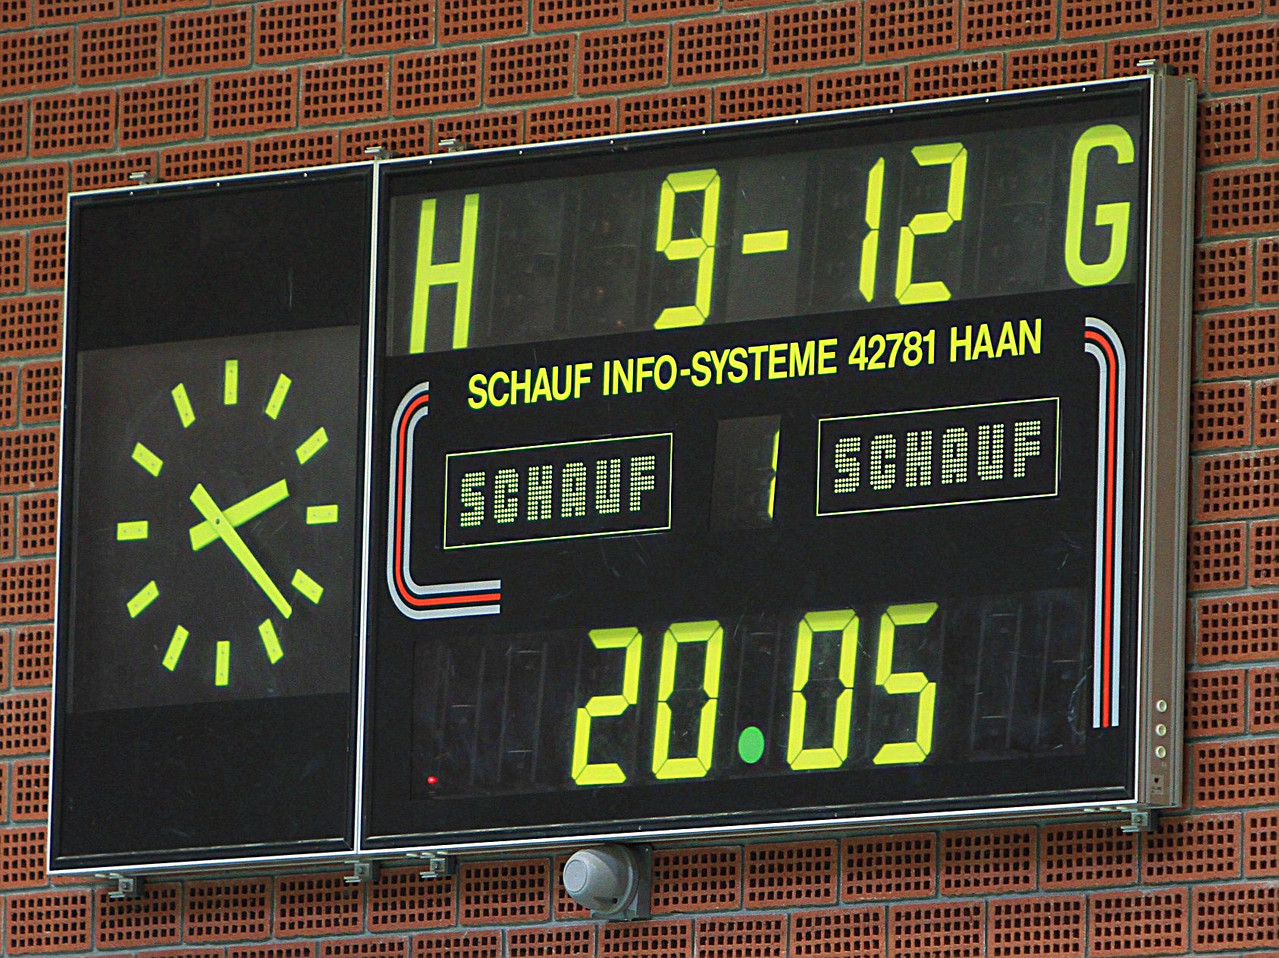 H 9-12 G
SCHAUF INFO-SYSTEME 42781 HAAN
SCHAUF 1 SCHAUF
20.05